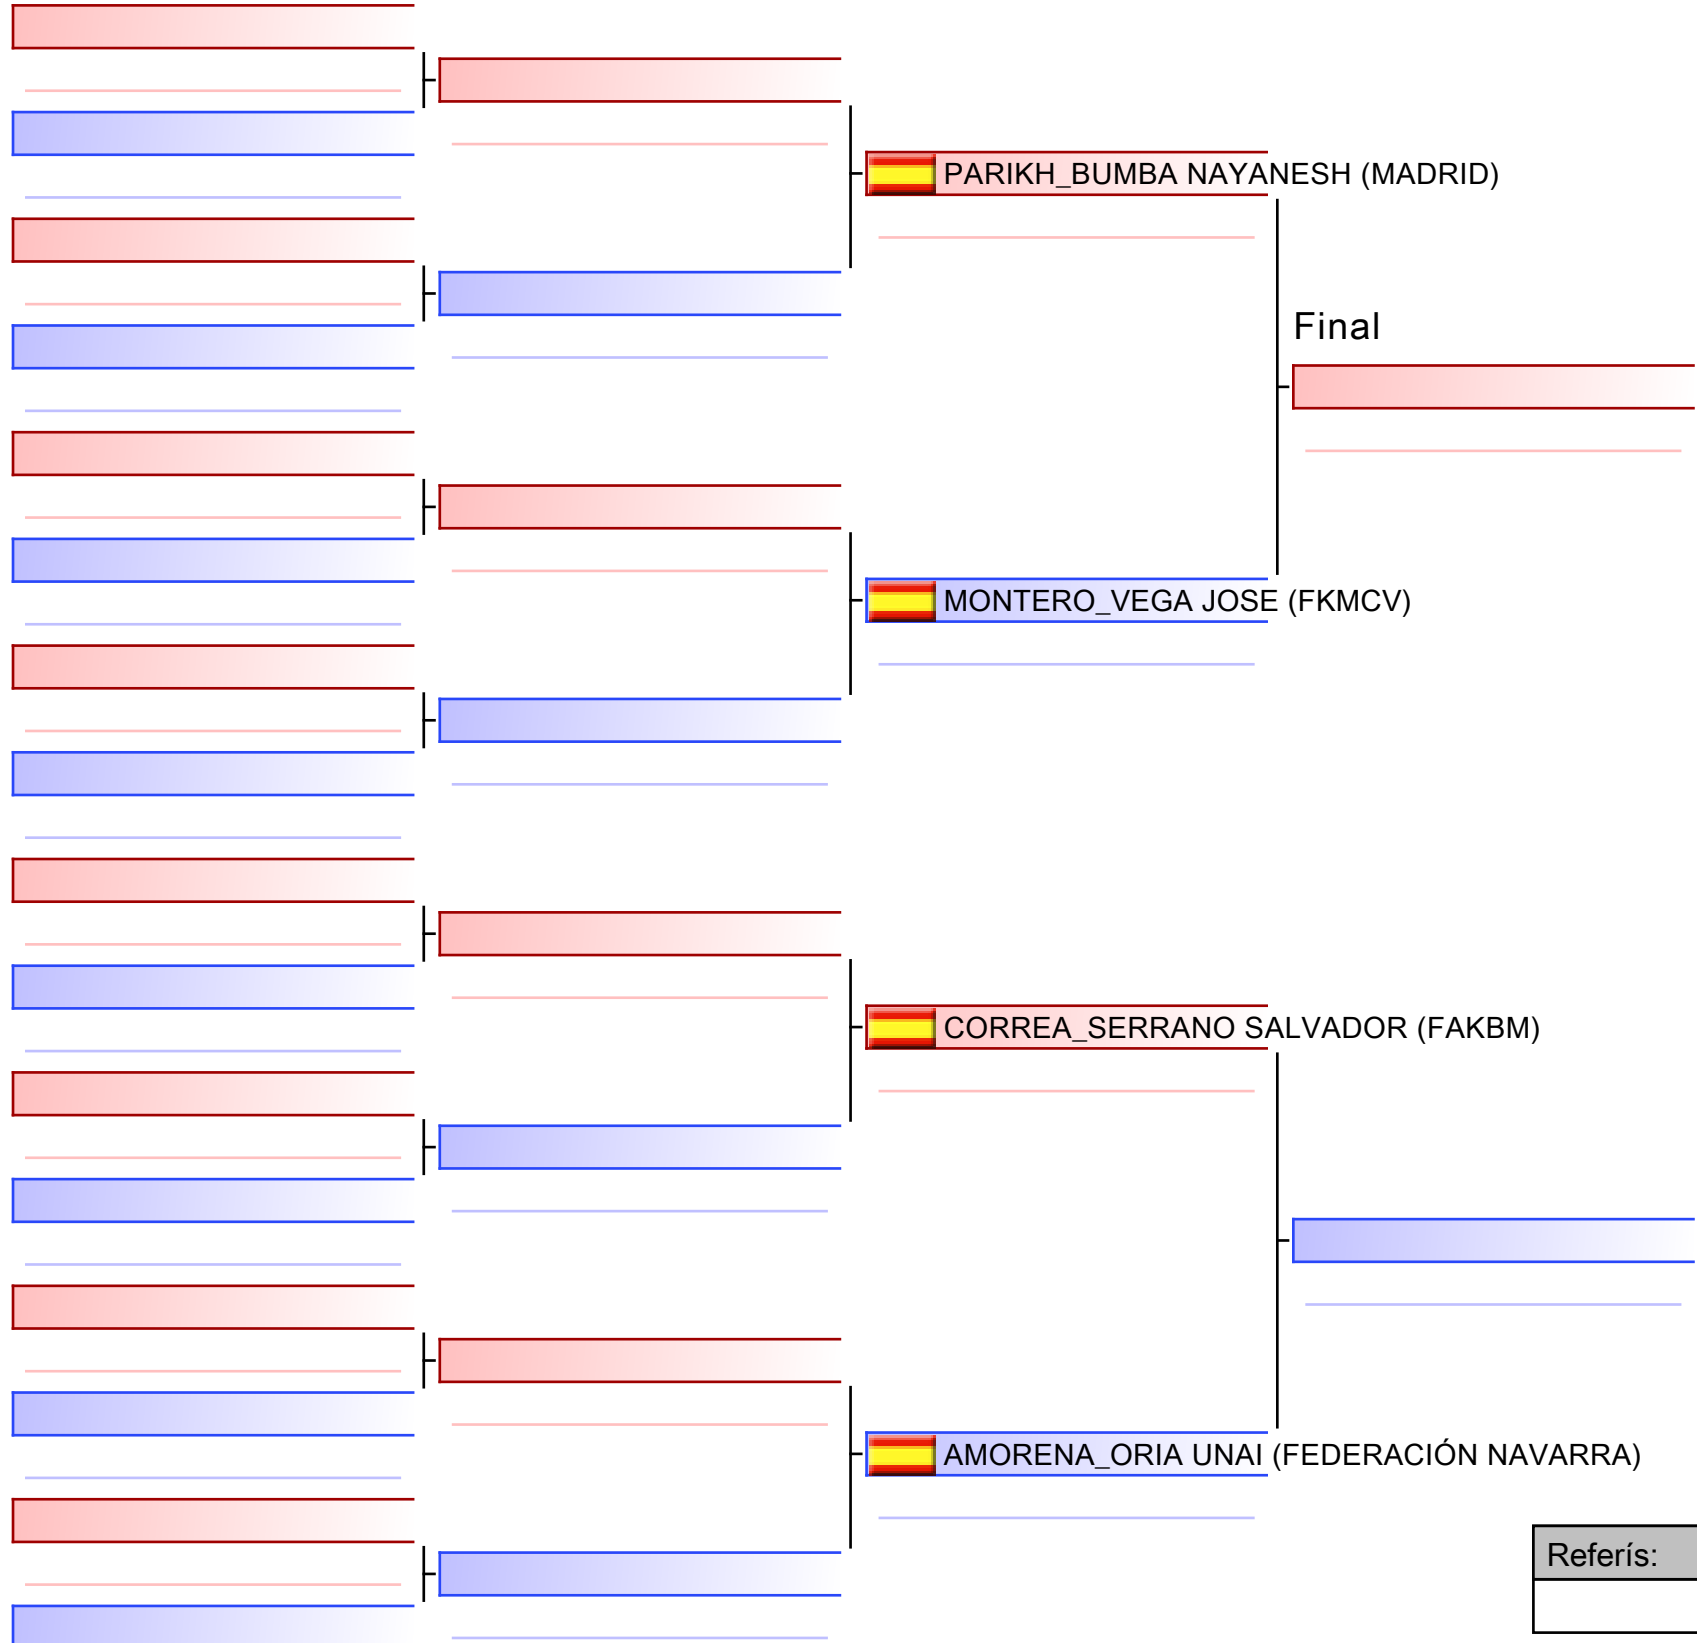 PARIKH_BUMBA NAYANESH (MADRID)
Final
MONTERO_VEGA JOSE (FKMCV)
CORREA_SERRANO SALVADOR (FAKBM)
AMORENA_ORIA UNAI (FEDERACIÓN NAVARRA)
Referís: